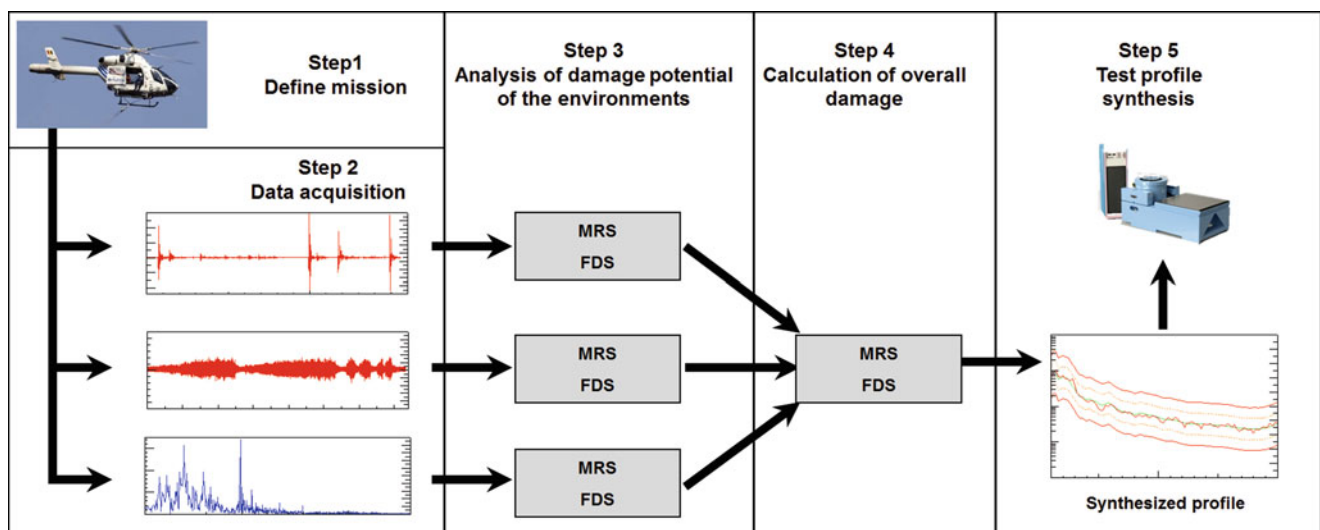 Step1
Define mission
Step 2
Data acquisition
Step 3
Analysis of damage potential
of the environments
MRS
FDS
MRS
FDS
MRS
FDS
Step 4
Calculation of overall
damage
MRS
FDS
Step 5
Test profile
synthesis
Synthesized profile